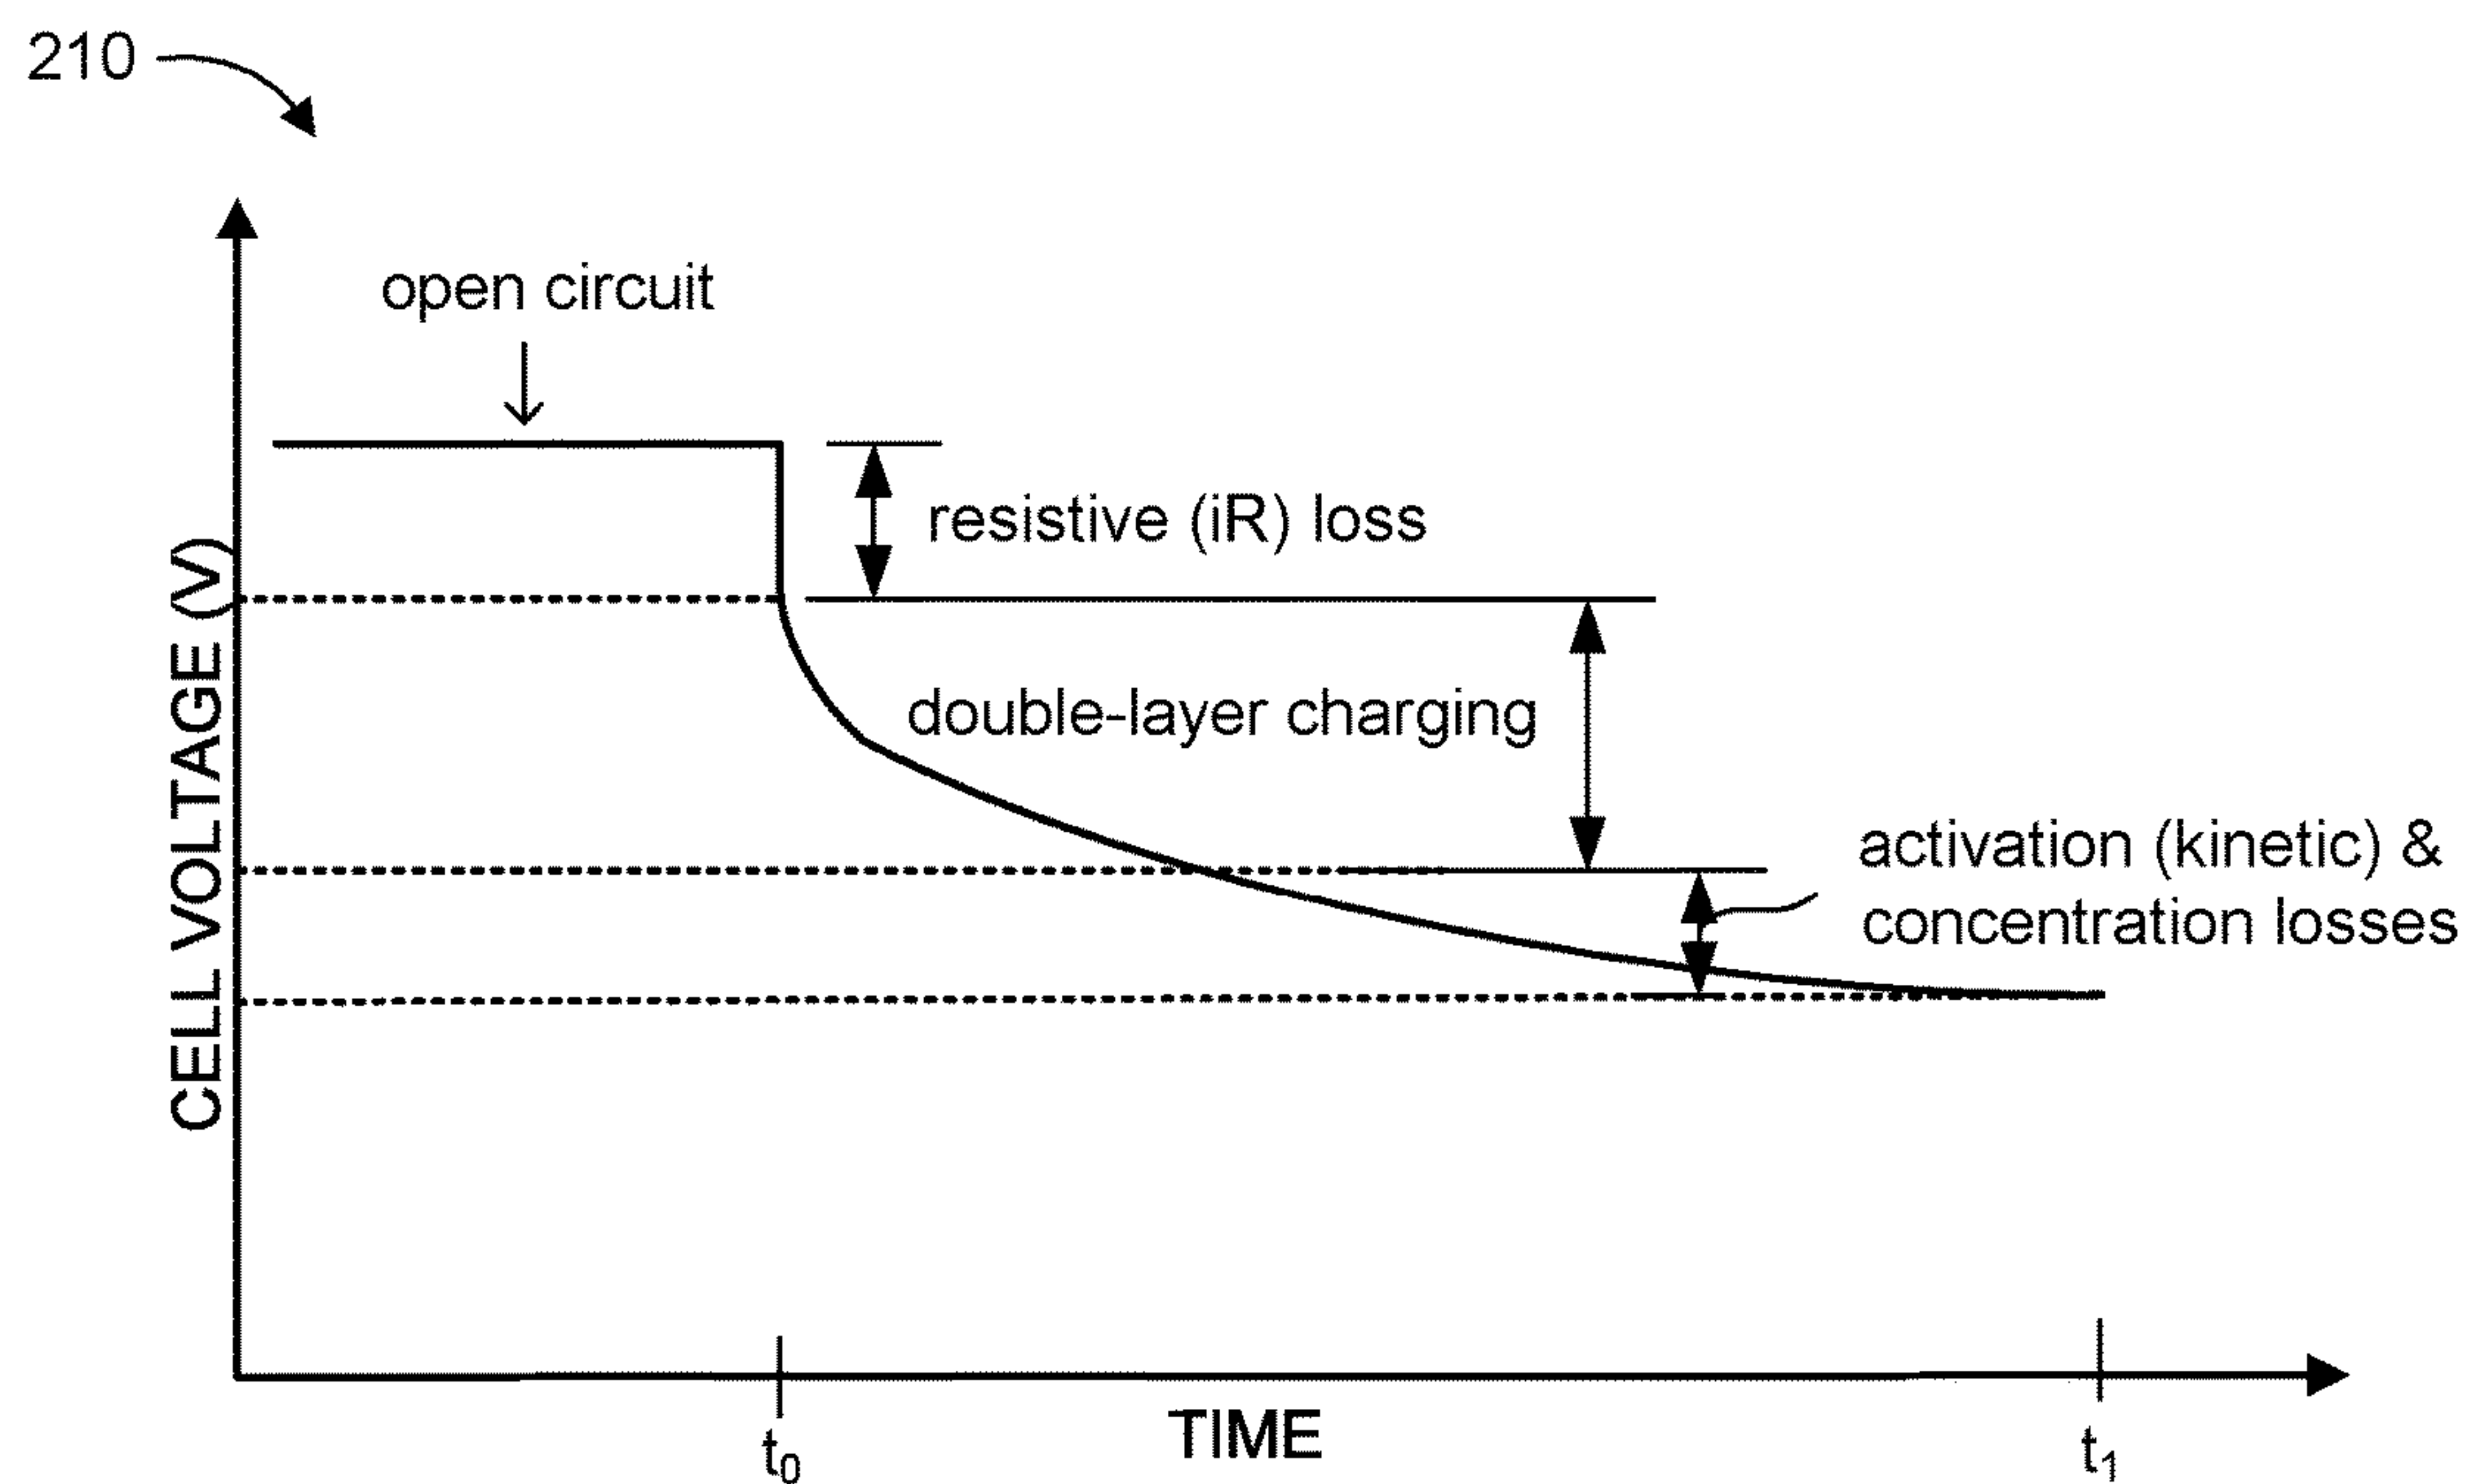 210
open circuit
resistive (iR) loss
double-layer charging
activation (kinetic) &
concentration losses
CELL VOLTAGE (V)
t₀
TIME
t₁